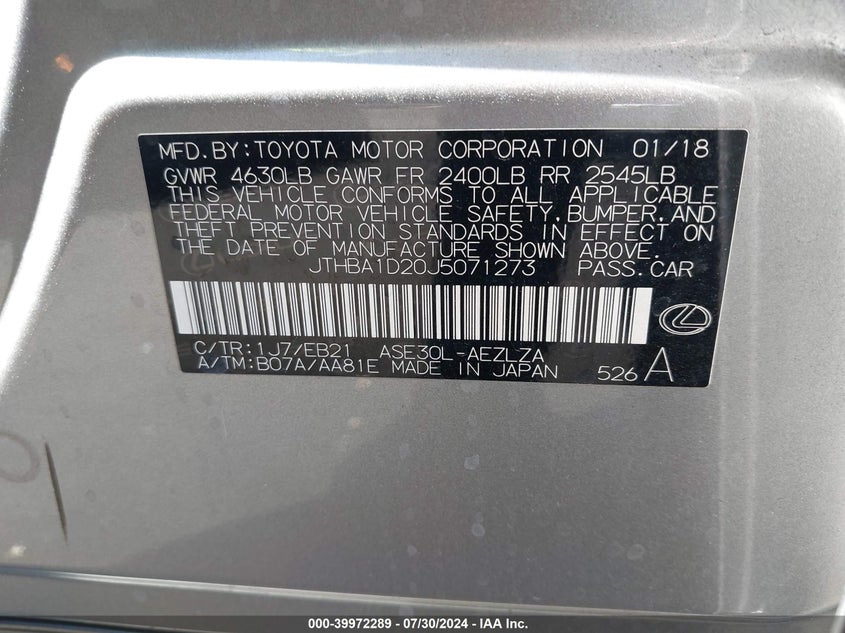 MFD.BY:TOYOTA MOTOR CORPORATION 01/18
GVWR 4630LB GAWR FR 2400LB RR 2545LB
THIS VEHICLE CONFORMS TO ALL APPLICABLE
FEDERAL MOTOR VEHICLE SAFETY,BUMPER,AND
THEFT PREVENTION STANDARDS IN EFFECT ON
THE DATE OF MANUFACTURE SHOWN ABOVE.
JTHBA1D20J5071273 PASS.CAR
C/TR:1J7/EB21 ASE30L-AEZLZA
A/TM:B07A/AA81E MADE IN JAPAN 526 A
000-39972289 - 07/30/2024 - IAA Inc.